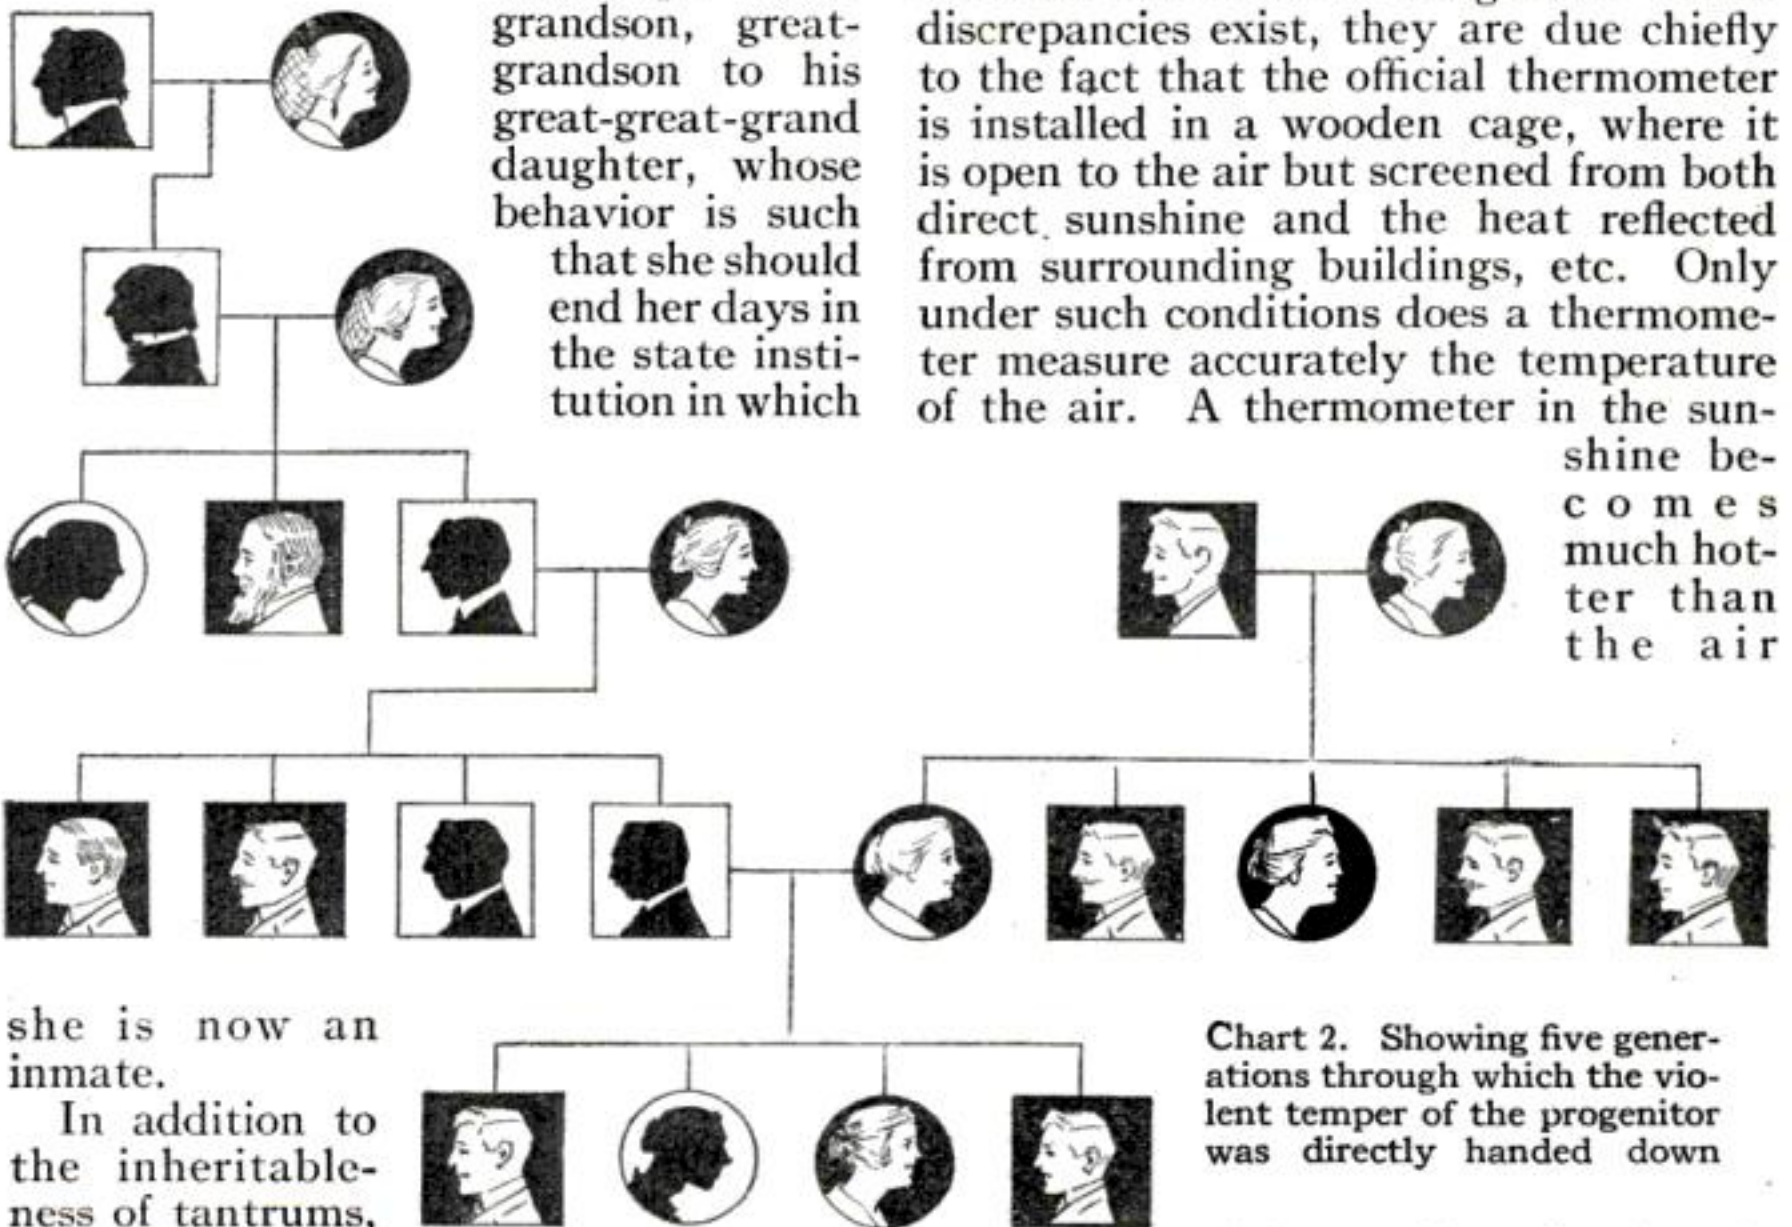 grandson, great-
grandson to his
great-great-grand
daughter, whose
behavior is such
that she should
end her days in
the state insti-
tution in which
she is now an
inmate.
In addition to
the inheritable-
ness of tantrums,
discrepancies exist, they are due chiefly
to the fact that the official thermometer
is installed in a wooden cage, where it
is open to the air but screened from both
direct sunshine and the heat reflected
from surrounding buildings, etc. Only
under such conditions does a thermome-
ter measure accurately the temperature
of the air. A thermometer in the sun-
shine be-
comes
much hot-
ter than
the air
Chart 2. Showing five gener-
ations through which the vio-
lent temper of the progenitor
was directly handed down